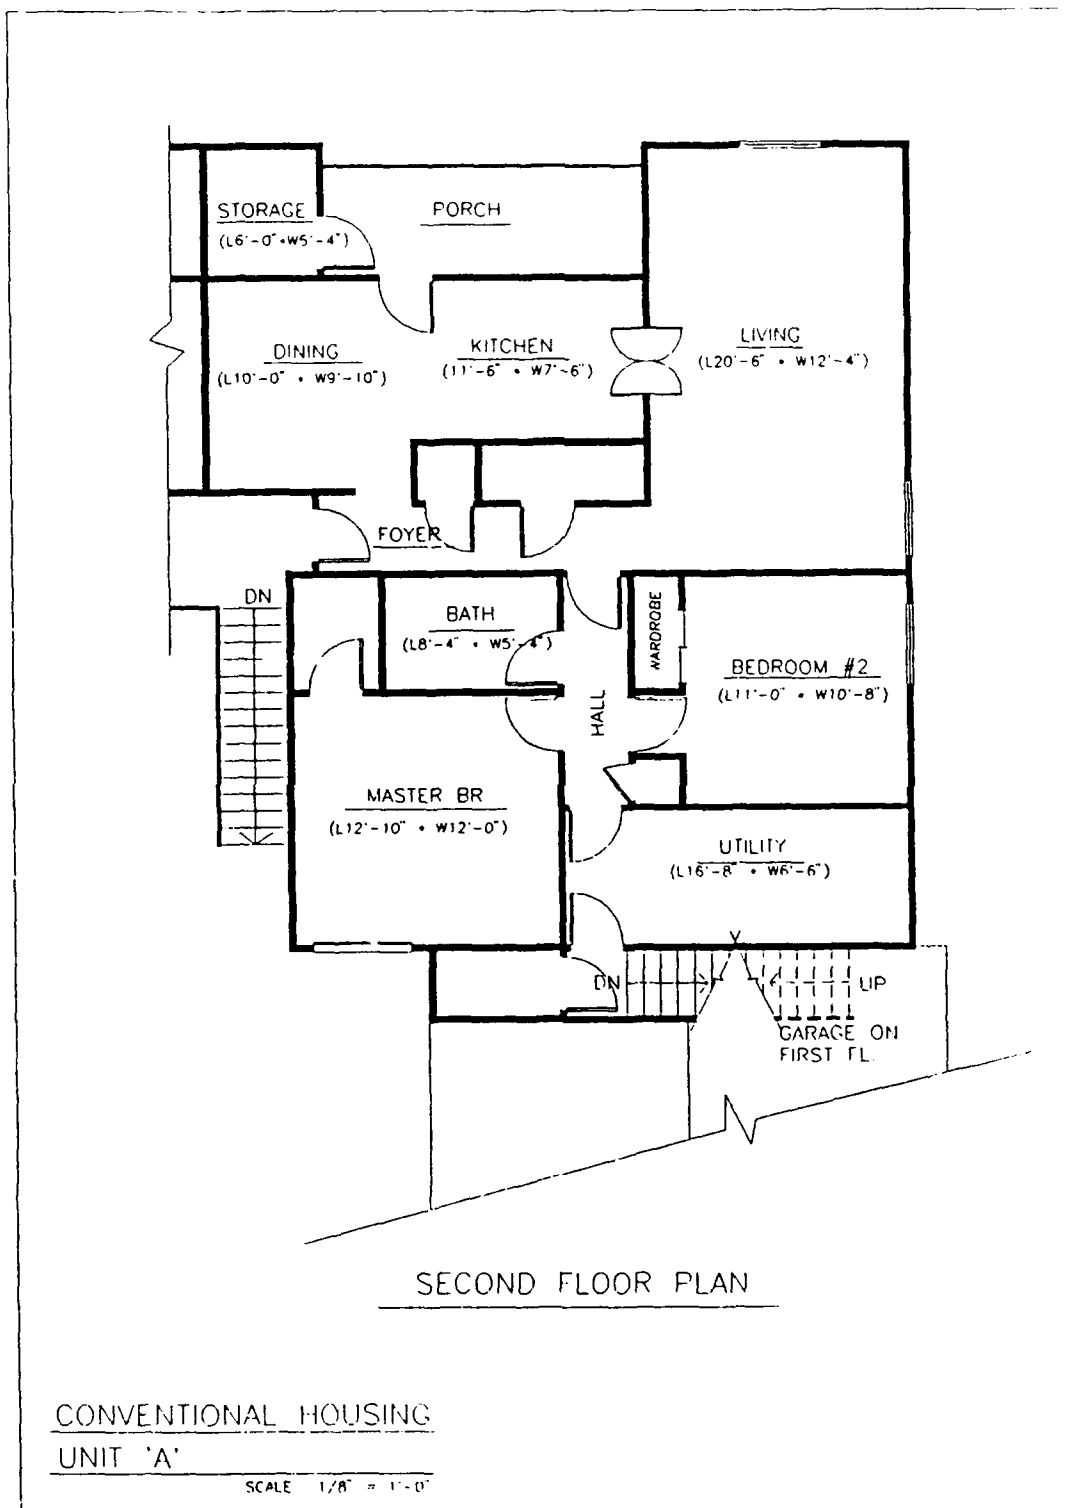 STORAGE
(L6'-0" • W5'-4")
PORCH
DINING
(L10'-0" • W9'-10")
KITCHEN
(11'-6" • W7'-6")
LIVING
(L20'-6" • W12'-4")
FOYER
DN
BATH
(L8'-4" • W5'-4")
WARDROBE
BEDROOM #2
(L11'-0" • W10'-8")
HALL
MASTER BR
(L12'-10" • W12'-0")
UTILITY
(L16'-8" • W6'-6")
DN
UP
GARAGE ON
FIRST FL.
SECOND FLOOR PLAN
CONVENTIONAL HOUSING
UNIT 'A'
SCALE 1/8" = 1'-0"